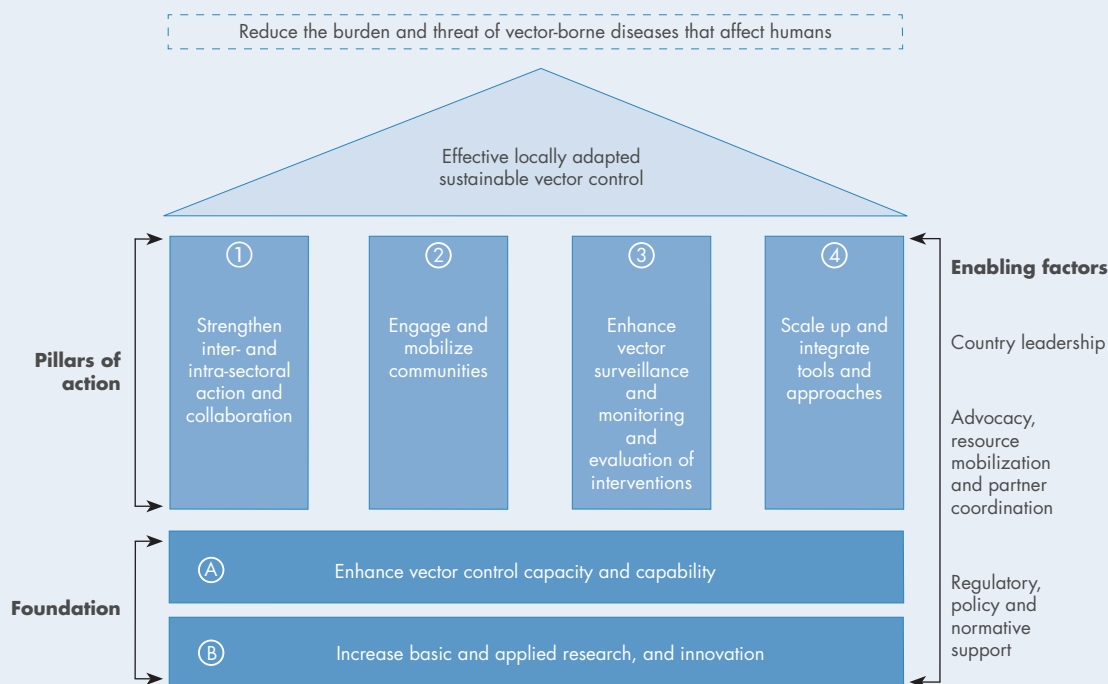 Reduce the burden and threat of vector-borne diseases that affect humans
Effective locally adapted
sustainable vector control
Pillars of
action
1
Strengthen
inter- and
intra-sectoral
action and
collaboration
2
Engage and
mobilize
communities
3
Enhance
vector
surveillance
and
monitoring
and
evaluation of
interventions
4
Scale up and
integrate
tools and
approaches
Enabling factors
Country leadership
Advocacy,
resource
mobilization
and partner
coordination
Regulatory,
policy and
normative
support
Foundation
A Enhance vector control capacity and capability
B Increase basic and applied research, and innovation